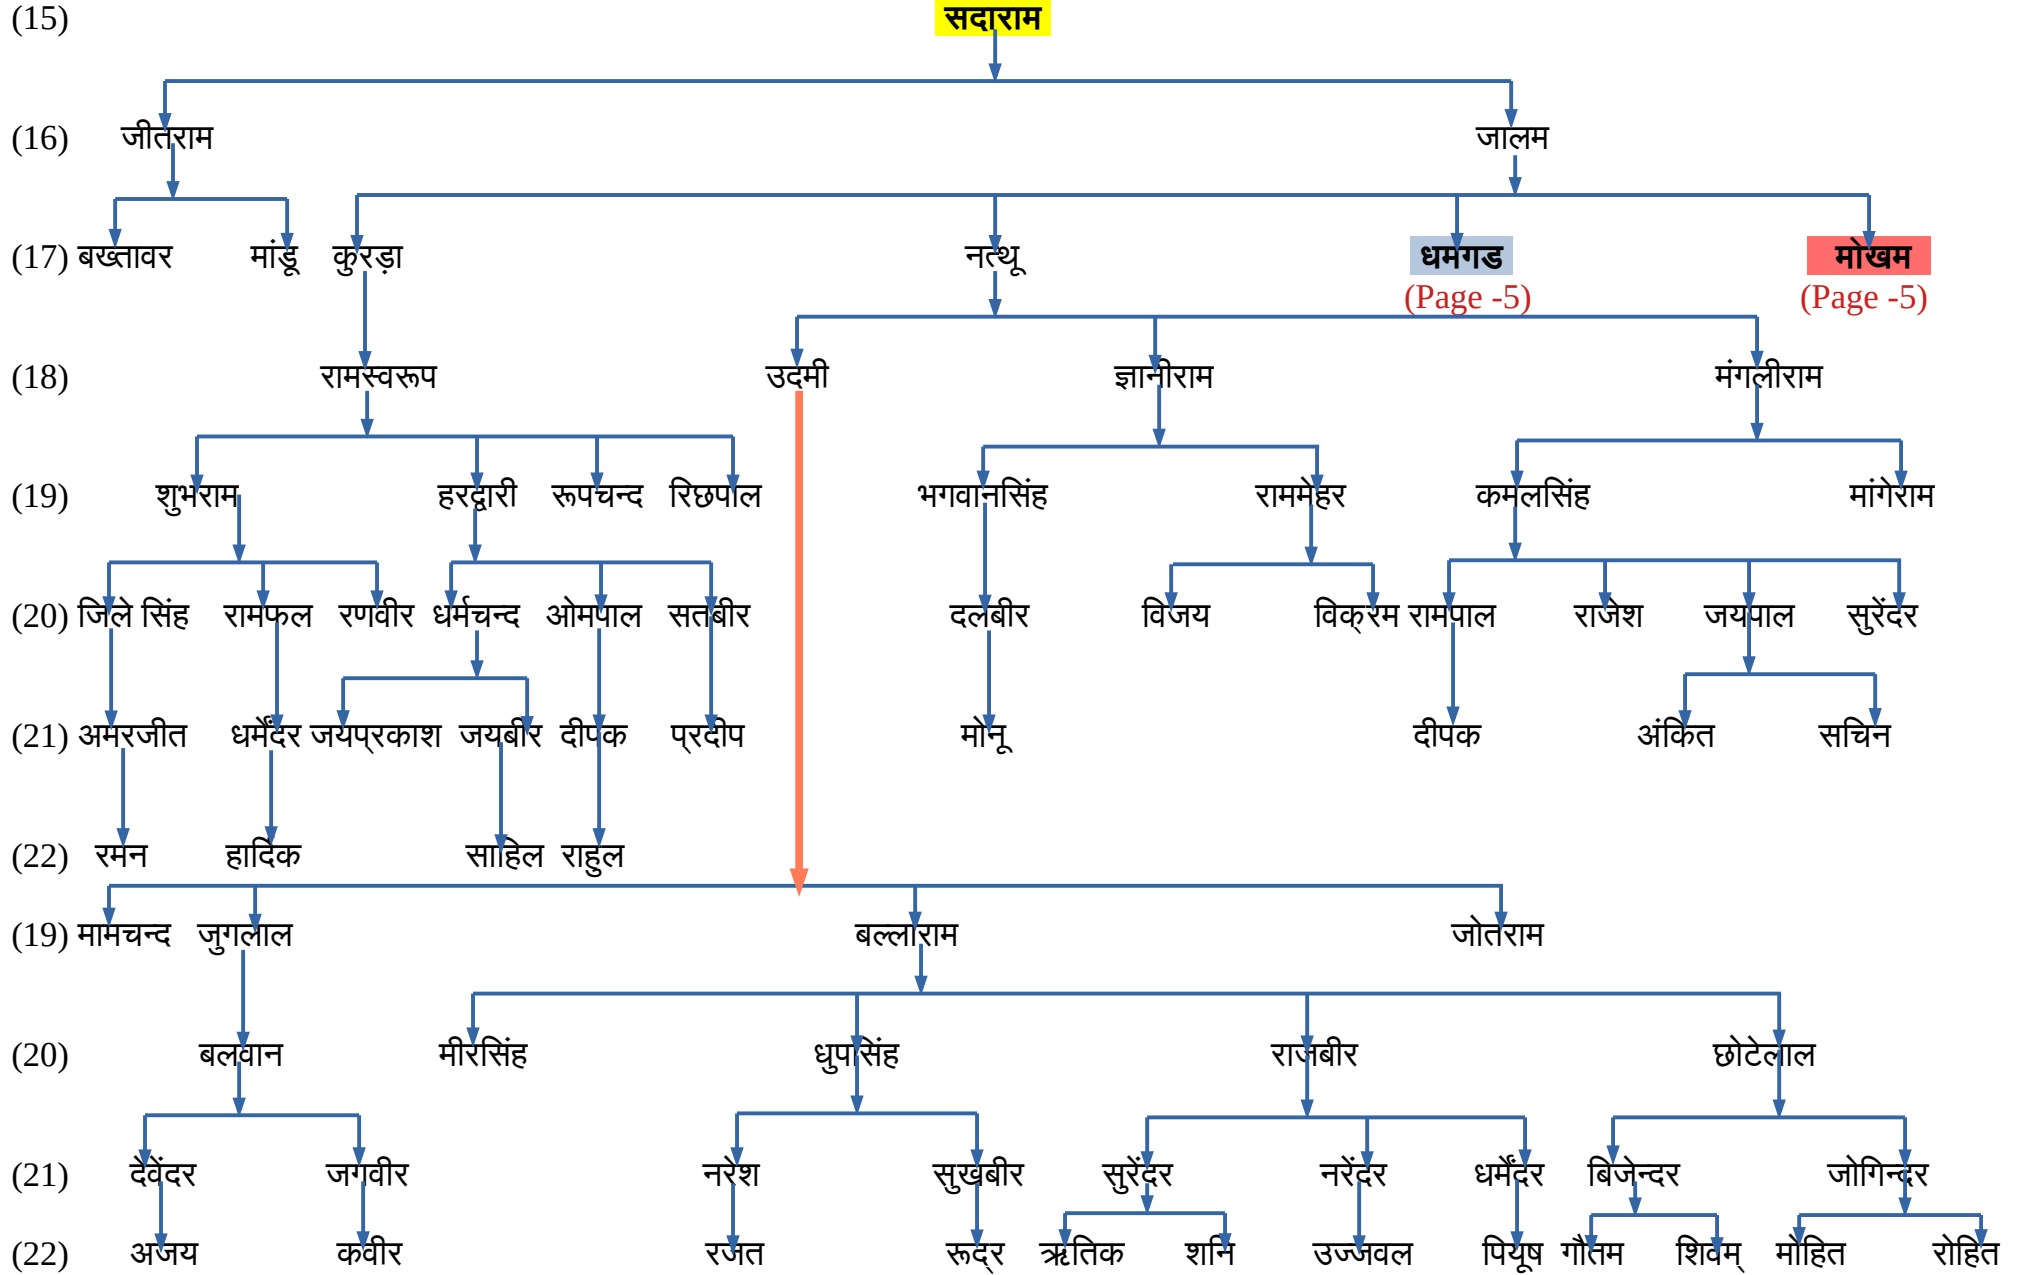 (15) सदाराम
(16) जीतराम जालम
(17) बख्तावर मांडू कुरड़ा नत्थू धमगड मोखम
(Page -5) (Page -5)
(18) रामस्वरूप उदमी ज्ञानीराम मंगलीराम
(19) शुभराम हरद्वारी रूपचन्द रिछपाल भगवानसिंह राममेहर कमलसिंह मांगेराम
(20) जिले सिंह रामफल रणवीर धर्मचन्द ओमपाल सतबीर दलबीर विजय विक्रम रामपाल राजेश जयपाल सुरेंदर
(21) अमरजीत धर्मेंदर जयप्रकाश जयबीर दीपक प्रदीप मोनू दीपक अंकित सचिन
(22) रमन हार्दिक साहिल राहुल
(19) मामचन्द जुगलाल बल्लाराम जोतराम
(20) बलवान मीरसिंह धुपसिंह राजबीर छोटेलाल
(21) देवेंदर जगवीर नरेश सुखबीर सुरेंदर नरेंदर धर्मेंदर बिजेन्दर जोगिन्दर
(22) अजय कवीर रजत रूद्र ऋतिक शनि उज्जवल पियूष गौतम शिवम् मोहित रोहित